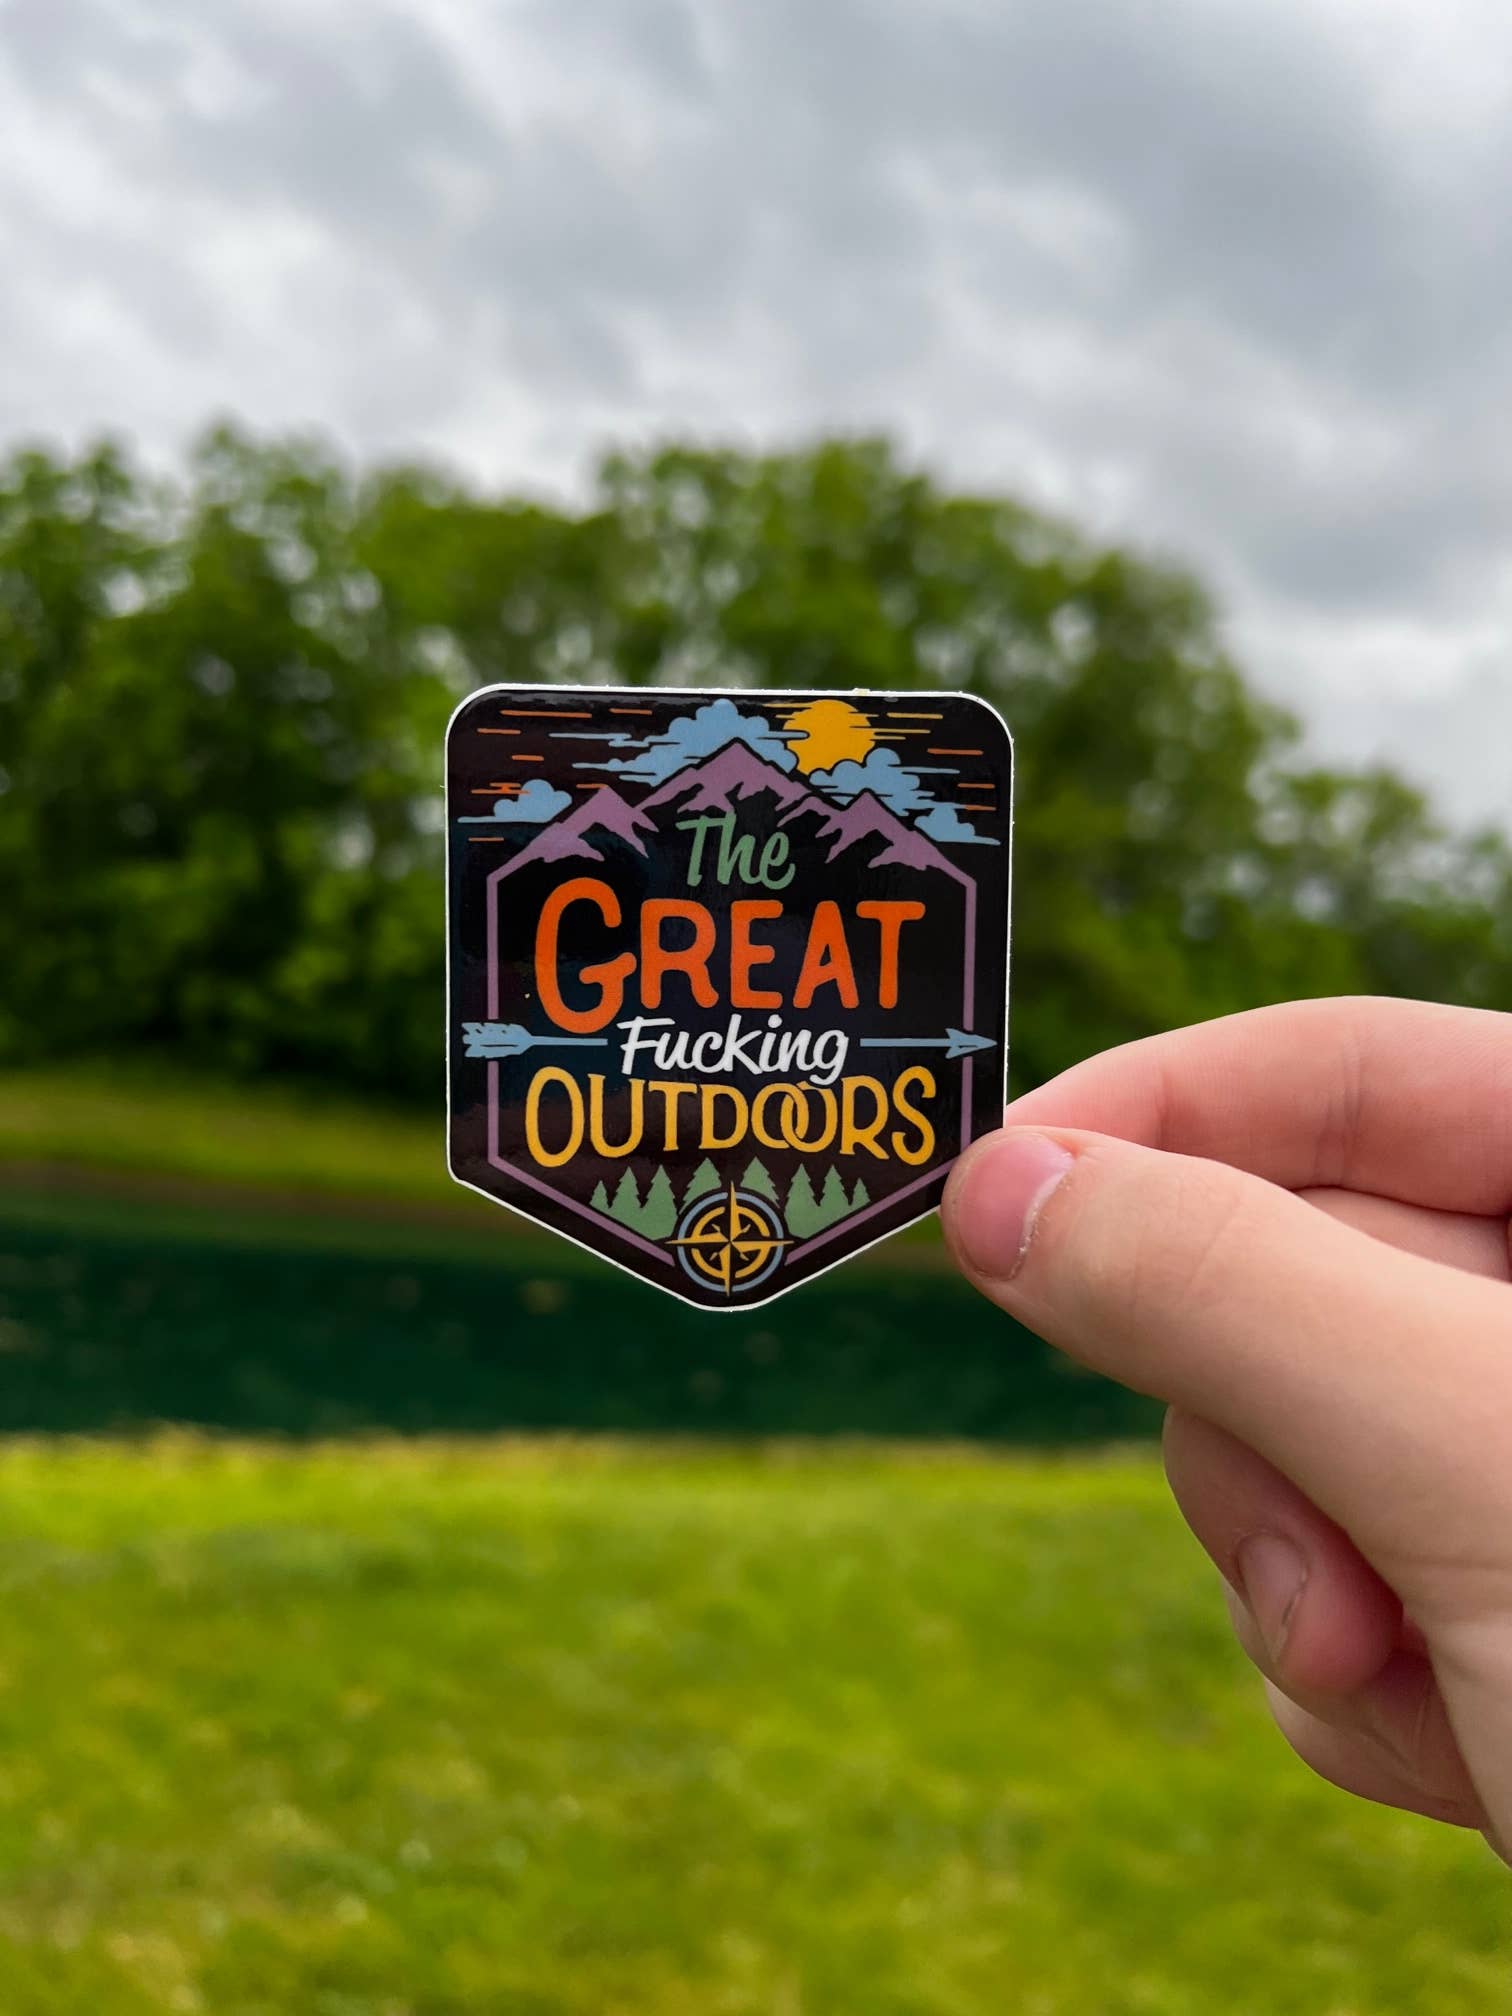 The
GREAT
Fucking
OUTDOORS